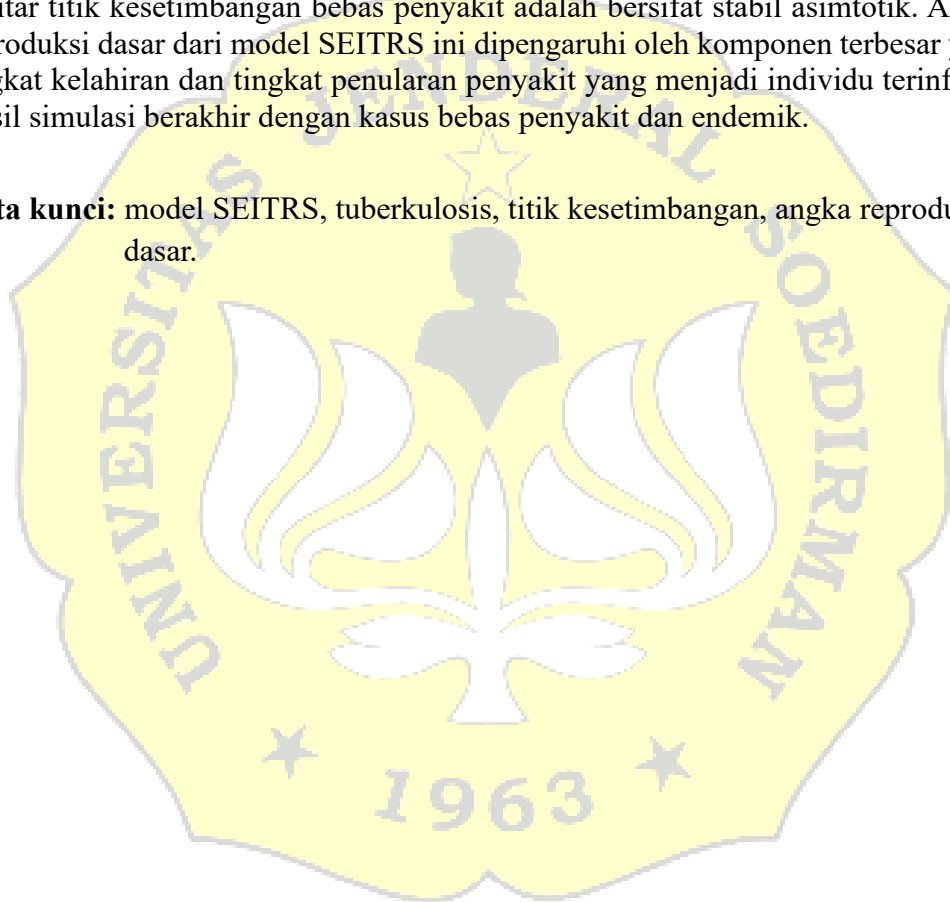 itar titik kesetimbangan bebas penyakit adalah bersifat stabil asimtotik. A
roduksi dasar dari model SEITRS ini dipengaruhi oleh komponen terbesar
gkat kelahiran dan tingkat penularan penyakit yang menjadi individu terinf
sil simulasi berakhir dengan kasus bebas penyakit dan endemik.
ta kunci: model SEITRS, tuberkulosis, titik kesetimbangan, angka reprodu
dasar.
UNIVERSITAS JENDERAL SOEDIRMAN
1963